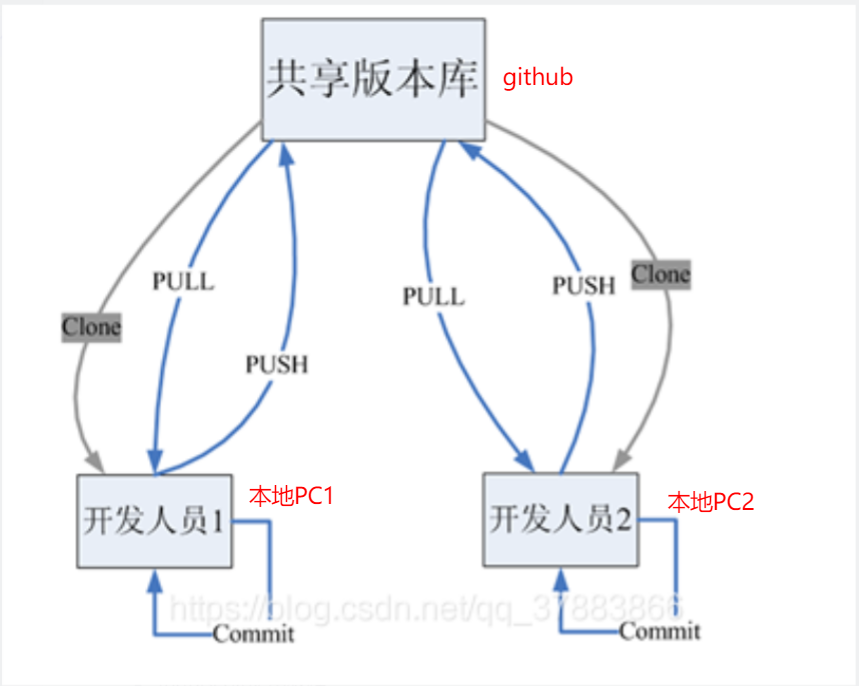 共享版本库
github
PULL
PUSH
Clone
PULL
PUSH
Clone
开发人员1
本地PC1
开发人员2
本地PC2
https://blog.csdn.net/qq_37883866
Commit
Commit